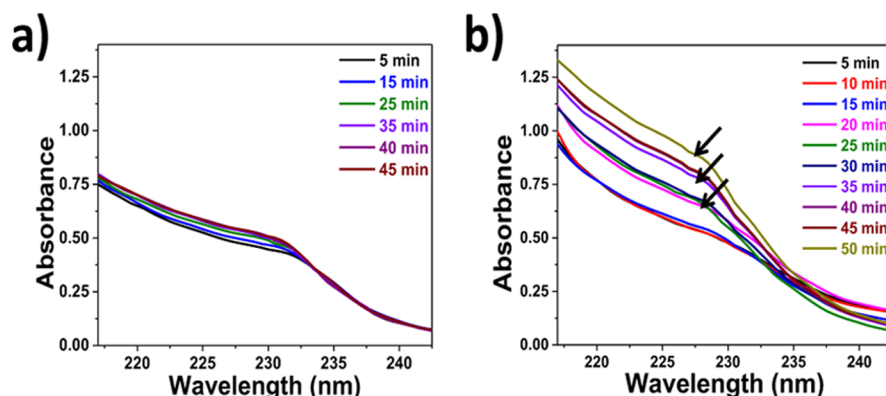 a)
Absorbance
1.25
1.00
0.75
0.50
0.25
0.00
5 min
15 min
25 min
35 min
40 min
45 min
220
225
230
235
240
Wavelength (nm)
b)
Absorbance
1.25
1.00
0.75
0.50
0.25
0.00
5 min
10 min
15 min
20 min
25 min
30 min
35 min
40 min
45 min
50 min
220
225
230
235
240
Wavelength (nm)